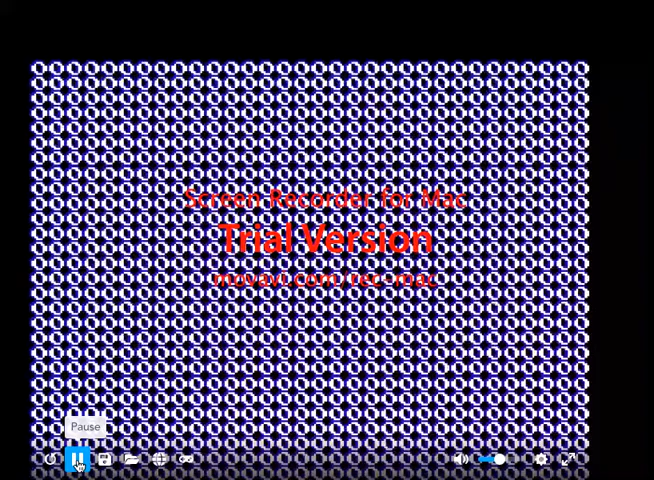 Screen Recorder for Mac
Trial Version
movavi.com/rec-mac
Pause